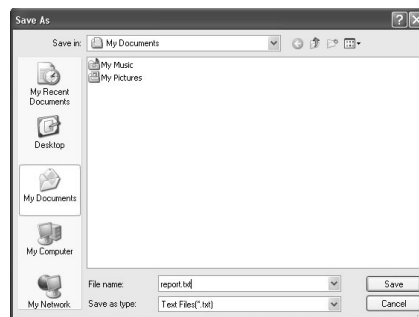 Save As
Save in: My Documents
My Music
My Pictures
My Recent
Documents
Desktop
My Documents
My Computer
My Network
File name: report.txt
Save
Save as type: Text Files(*.txt)
Cancel